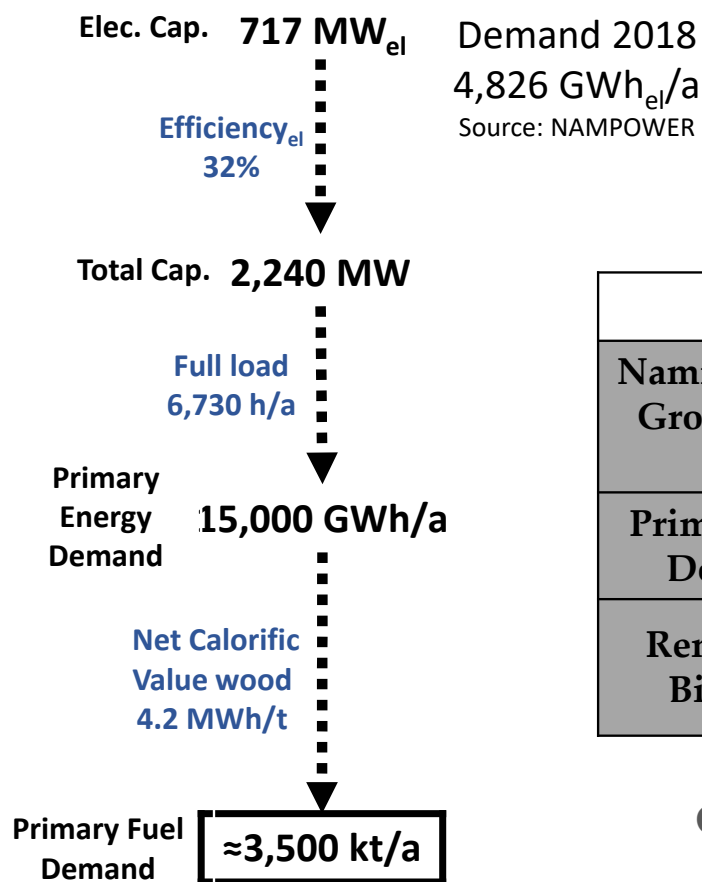 Elec. Cap. 717 MWel
Demand 2018
4,826 GWhel/a
Source: NAMPOWER
Efficiencyel
32%
Total Cap. 2,240 MW
Full load
6,730 h/a
Primary
Energy
Demand
15,000 GWh/a
Net Calorific
Value wood
4.2 MWh/t
Primary Fuel
Demand
≈3,500 kt/a